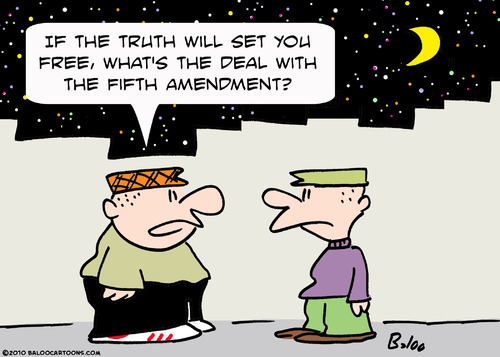 IF THE TRUTH WILL SET YOU
FREE, WHAT'S THE DEAL WITH
THE FIFTH AMENDMENT?
Baloo
©2010 BALOOCARTOONS.COM